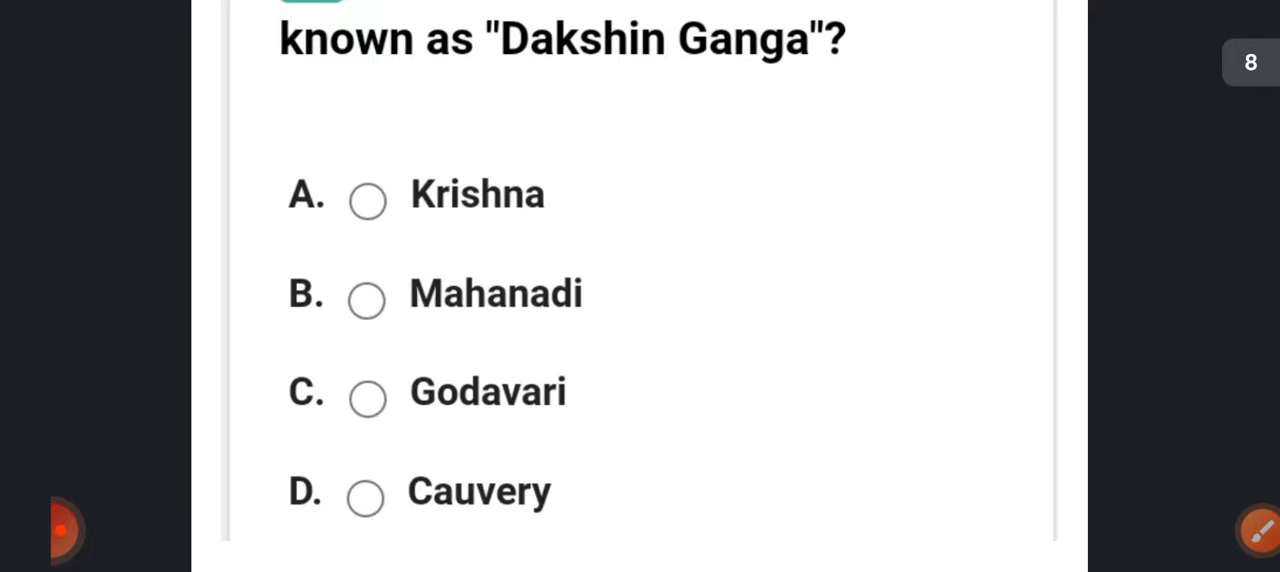 known as "Dakshin Ganga"?
8
A. Krishna
B. Mahanadi
C. Godavari
D. Cauvery